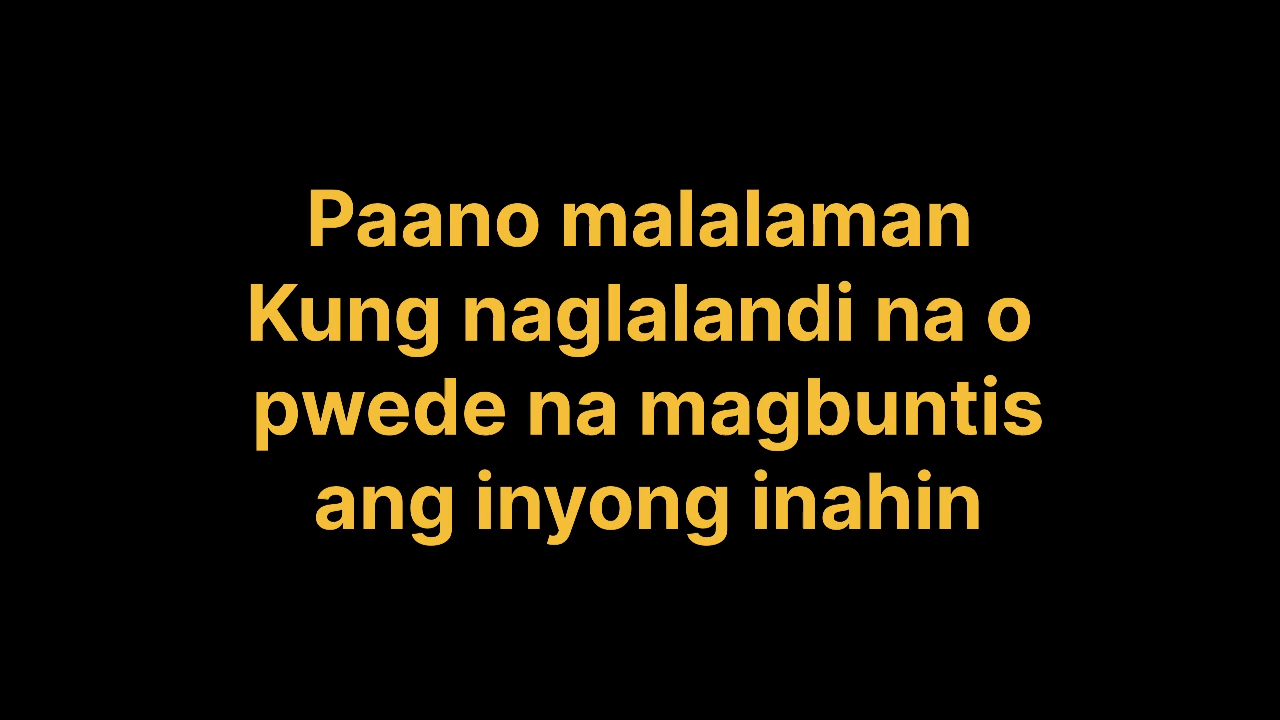 Paano malalaman
Kung naglalandi na o
pwede na magbuntis
ang inyong inahin